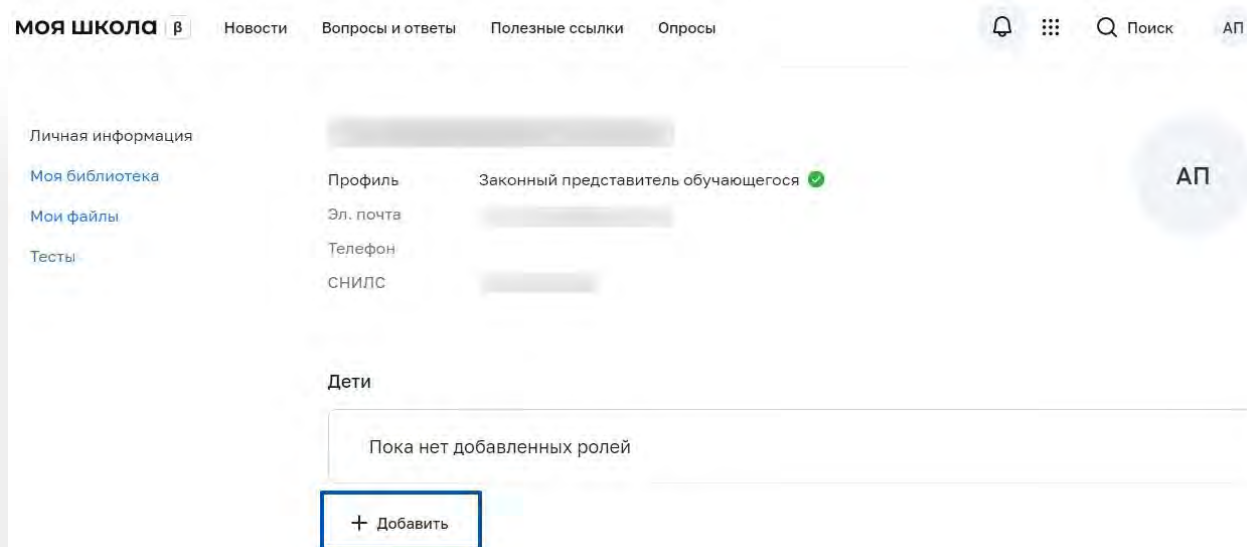 моя школа β Новости Вопросы и ответы Полезные ссылки Опросы Поиск АП
Личная информация
Моя библиотека
Мои файлы
Тесты
Профиль Законный представитель обучающегося
АП
Эл. почта
Телефон
СНИЛС
Дети
Пока нет добавленных ролей
+ Добавить